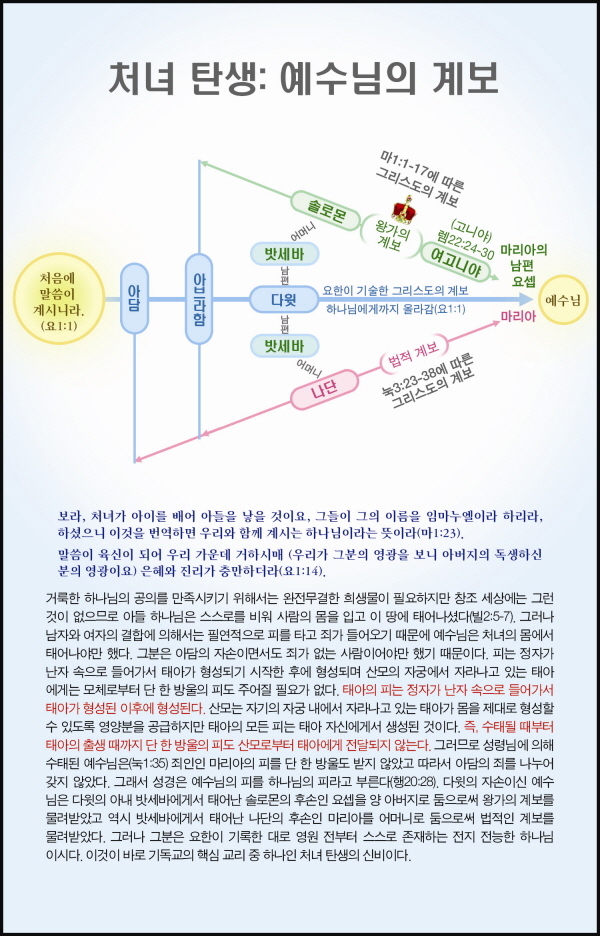 처녀 탄생: 예수님의 계보
마1:1-17에 따른
그리스도의 계보
솔로몬
왕가의
계보
(고니야)
렘22:24-30
여고니야
어머니
밧세바
남편
마리아의
남편
요셉
처음에
말씀이
계시니라.
(요1:1)
아담
아브라함
다윗
요한이 기술한 그리스도의 계보
하나님에게까지 올라감(요1:1)
예수님
마리아
남편
밧세바
어머니
법적 계보
나단
눅3:23-38에 따른
그리스도의 계보
보라, 처녀가 아이를 배어 아들을 낳을 것이요, 그들이 그의 이름을 임마누엘이라 하리라,
하셨으니 이것을 번역하면 우리와 함께 계시는 하나님이라는 뜻이라(마1:23).
말씀이 육신이 되어 우리 가운데 거하시매 (우리가 그분의 영광을 보니 아버지의 독생하신
분의 영광이요) 은혜와 진리가 충만하더라(요1:14).
거룩한 하나님의 공의를 만족시키기 위해서는 완전무결한 희생물이 필요하지만 창조 세상에는 그런
것이 없으므로 아들 하나님은 스스로를 비워 사람의 몸을 입고 이 땅에 태어나셨다(빌2:5-7). 그러나
남자와 여자의 결합에 의해서는 필연적으로 피를 타고 죄가 들어오기 때문에 예수님은 처녀의 몸에서
태어나야만 했다. 그분은 아담의 자손이면서도 죄가 없는 사람이어야만 했기 때문이다. 피는 정자가
난자 속으로 들어가서 태아가 형성되기 시작한 후에 형성되며 산모의 자궁에서 자라나고 있는 태아
에게는 모체로부터 단 한 방울의 피도 주어질 필요가 없다. 태아의 피는 정자가 난자 속으로 들어가서
태아가 형성된 이후에 형성된다. 산모는 자기의 자궁 내에서 자라나고 있는 태아가 몸을 제대로 형성할
수 있도록 영양분을 공급하지만 태아의 모든 피는 태아 자신에게서 생성된 것이다. 즉, 수태될 때부터
태아의 출생 때까지 단 한 방울의 피도 산모로부터 태아에게 전달되지 않는다. 그러므로 성령님에 의해
수태된 예수님은(눅1:35) 죄인인 마리아의 피를 단 한 방울도 받지 않았고 따라서 아담의 죄를 나누어
갖지 않았다. 그래서 성경은 예수님의 피를 하나님의 피라고 부른다(행20:28). 다윗의 자손이신 예수
님은 다윗의 아내 밧세바에게서 태어난 솔로몬의 후손인 요셉을 양 아버지로 둠으로써 왕가의 계보를
물려받았고 역시 밧세바에게서 태어난 나단의 후손인 마리아를 어머니로 둠으로써 법적인 계보를
물려받았다. 그러나 그분은 요한이 기록한 대로 영원 전부터 스스로 존재하는 전지 전능한 하나님
이시다. 이것이 바로 기독교의 핵심 교리 중 하나인 처녀 탄생의 신비이다.